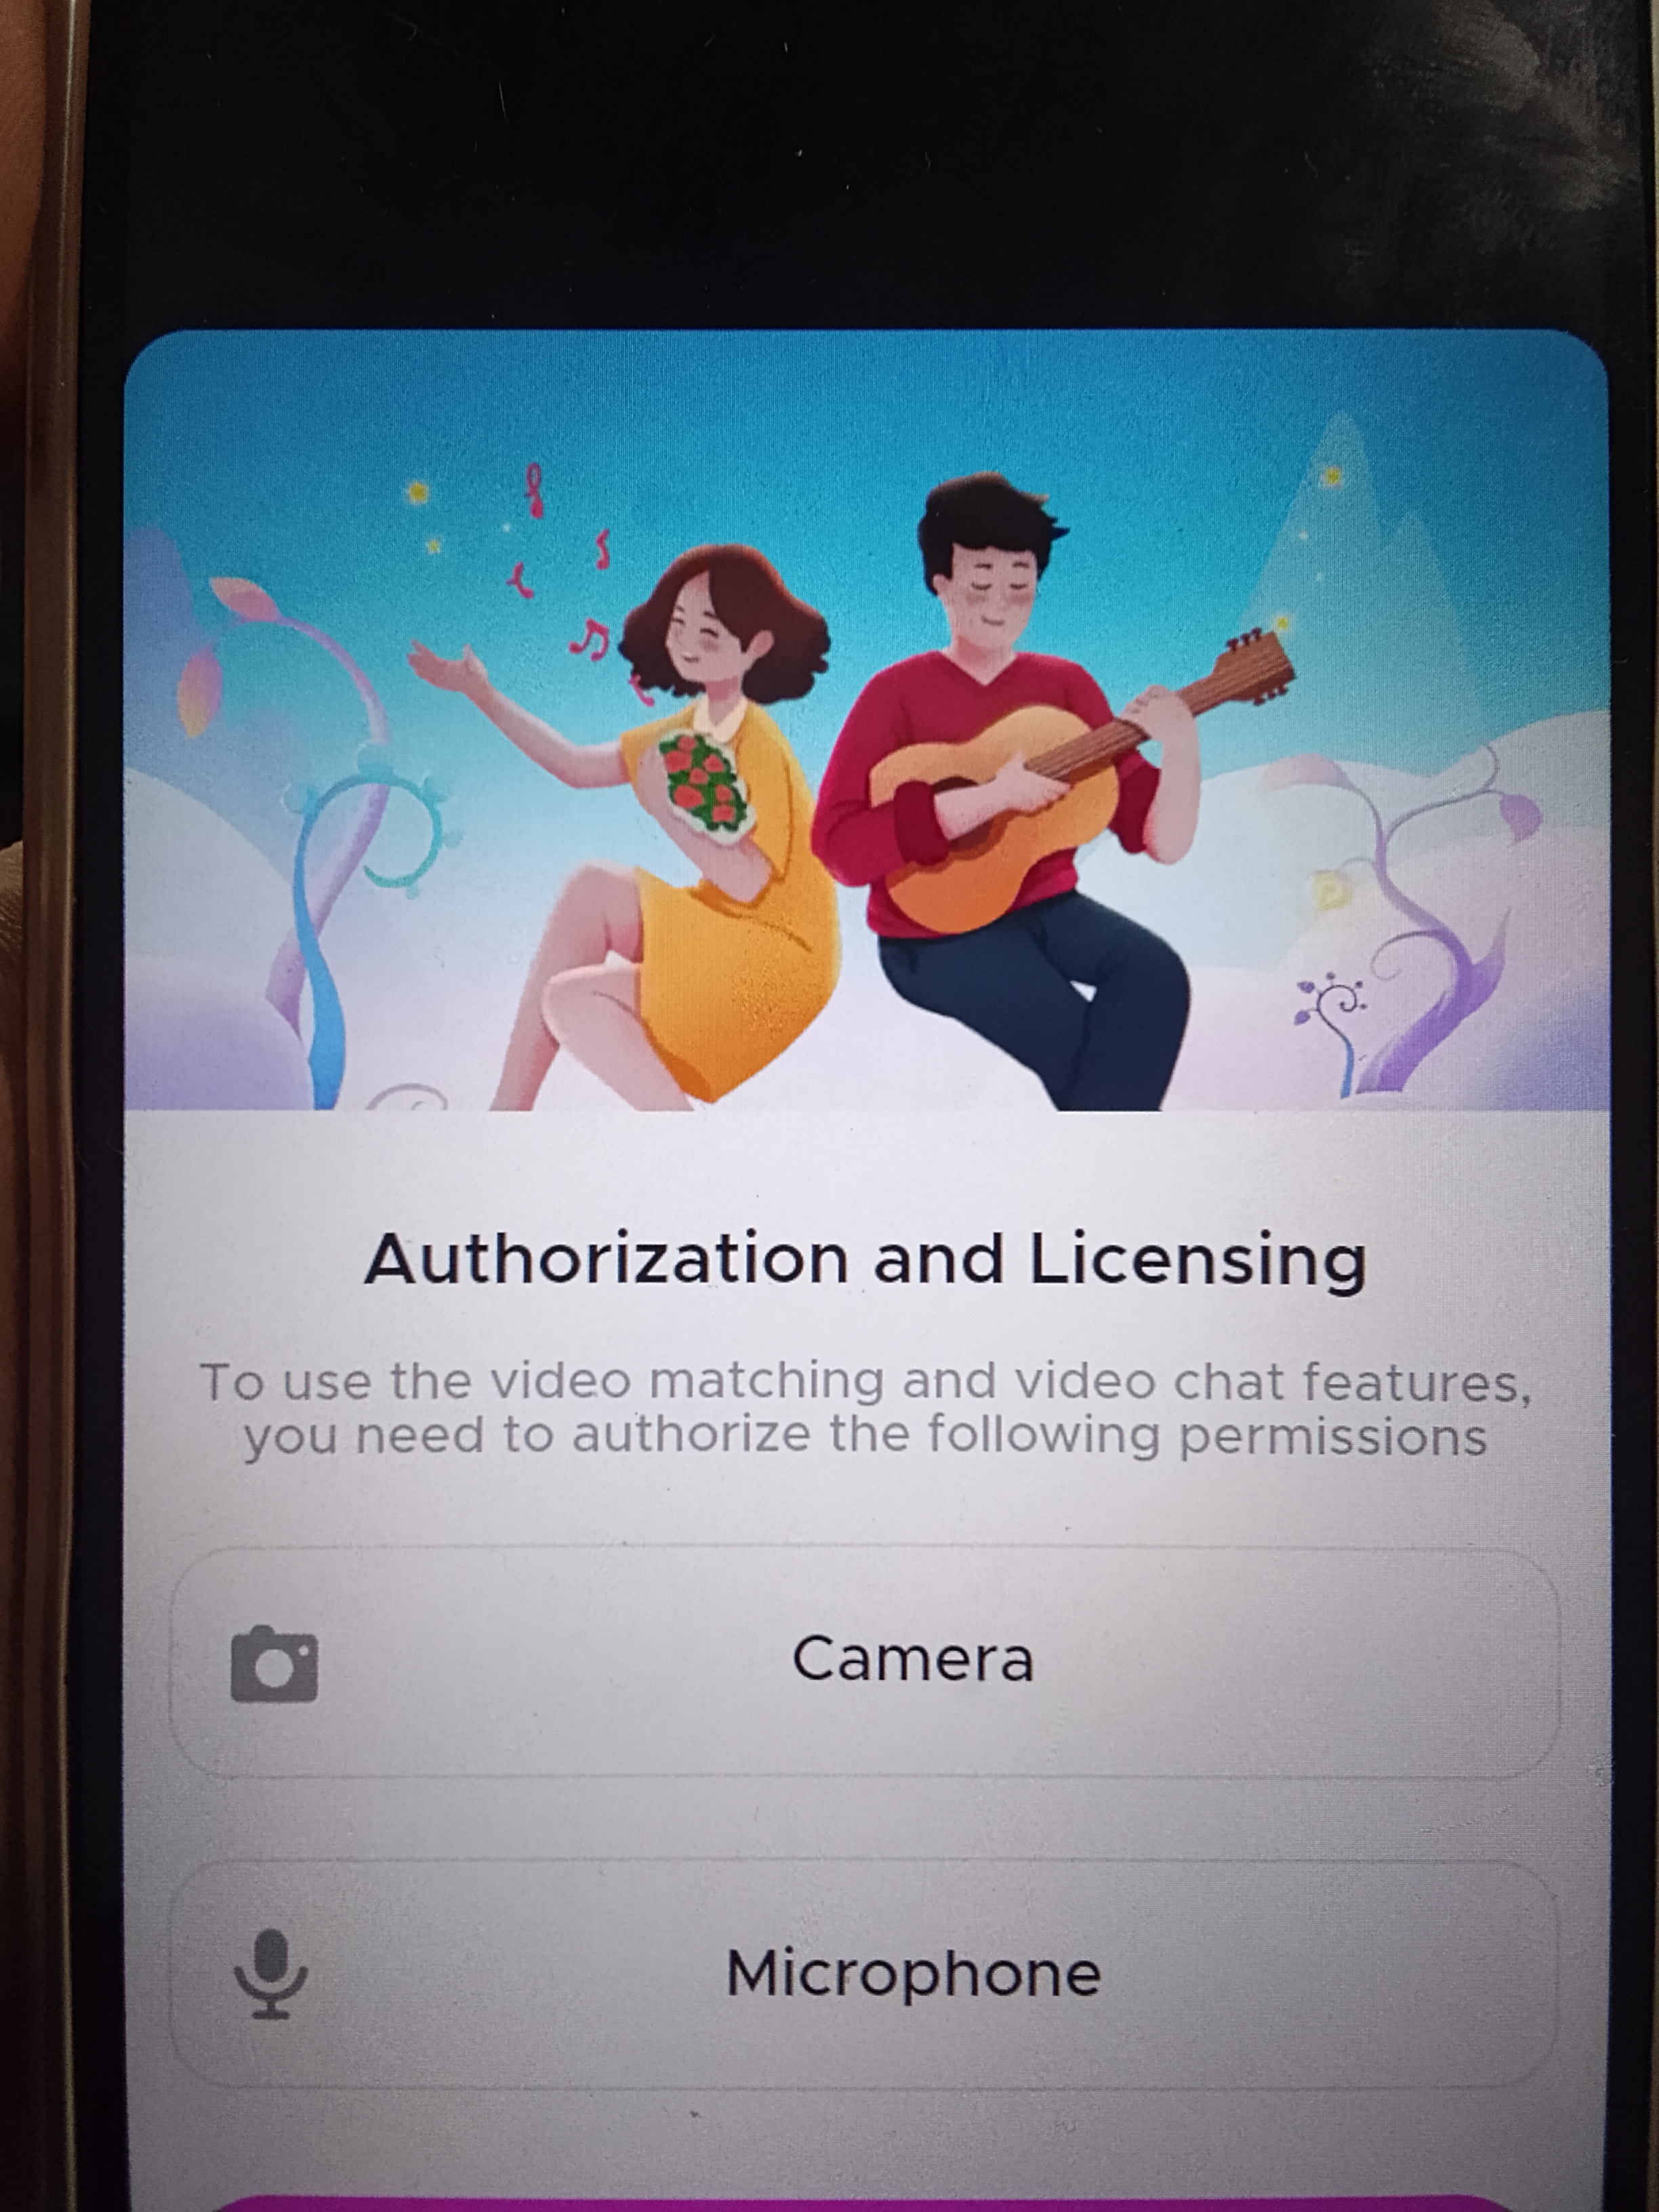 Authorization and Licensing
To use the video matching and video chat features,
you need to authorize the following permissions
Camera
Microphone